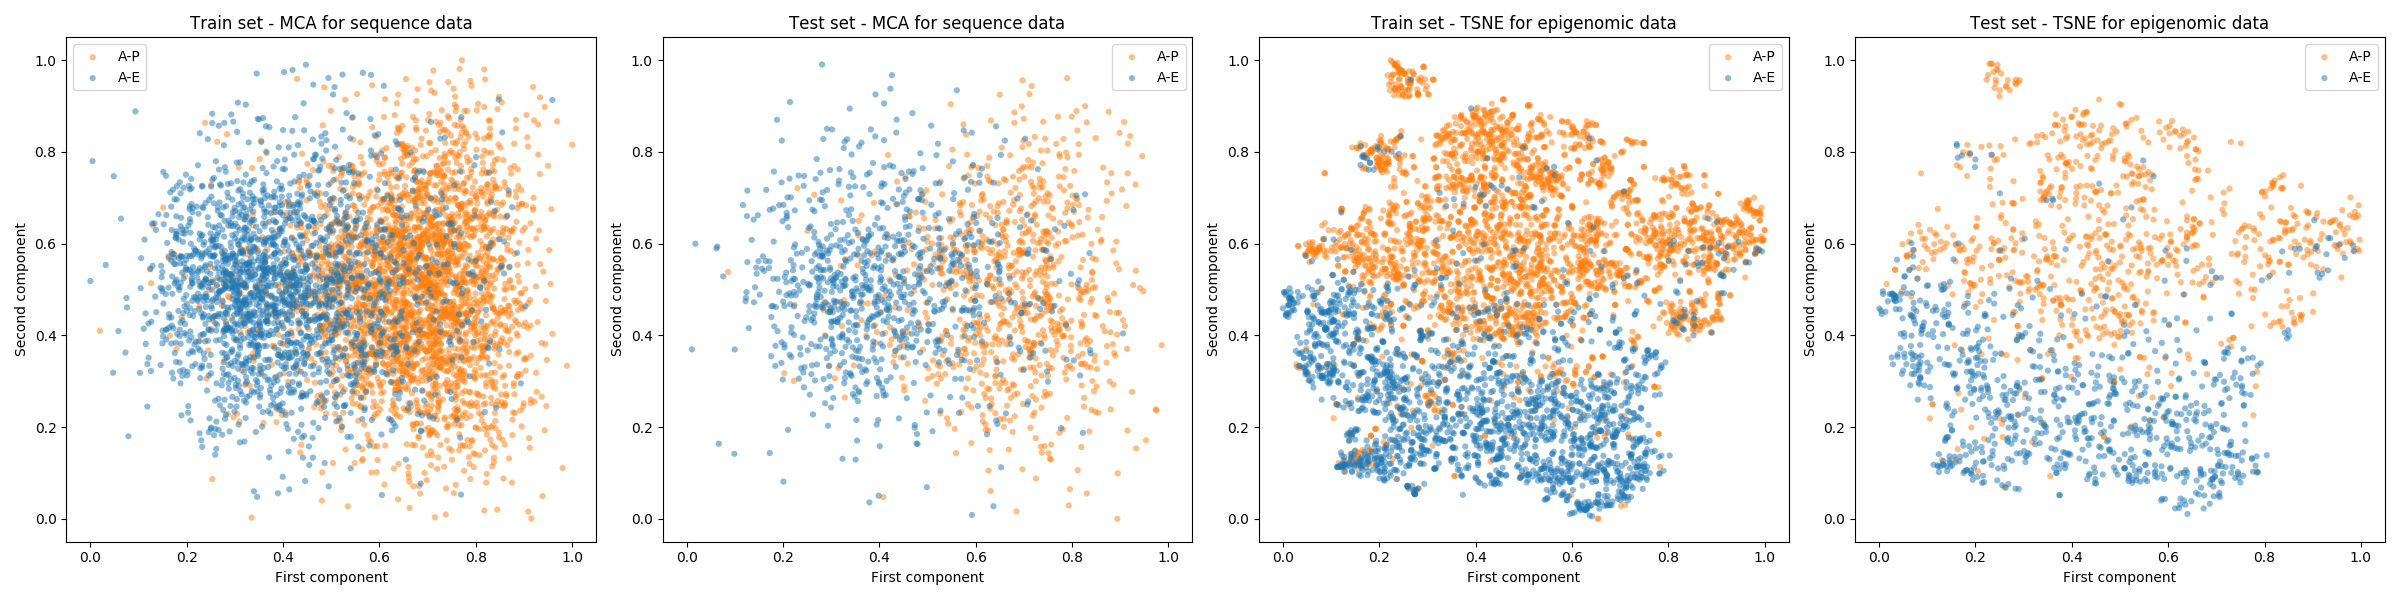 Train set - MCA for sequence data
A-P
A-E
1.0
0.8
0.6
0.4
0.2
0.0
Second component
0.0 0.2 0.4 0.6 0.8 1.0
First component
Test set - MCA for sequence data
A-P
A-E
1.0
0.8
0.6
0.4
0.2
0.0
Second component
0.0 0.2 0.4 0.6 0.8 1.0
First component
Train set - TSNE for epigenomic data
A-P
A-E
1.0
0.8
0.6
0.4
0.2
0.0
Second component
0.0 0.2 0.4 0.6 0.8 1.0
First component
Test set - TSNE for epigenomic data
A-P
A-E
1.0
0.8
0.6
0.4
0.2
0.0
Second component
0.0 0.2 0.4 0.6 0.8 1.0
First component